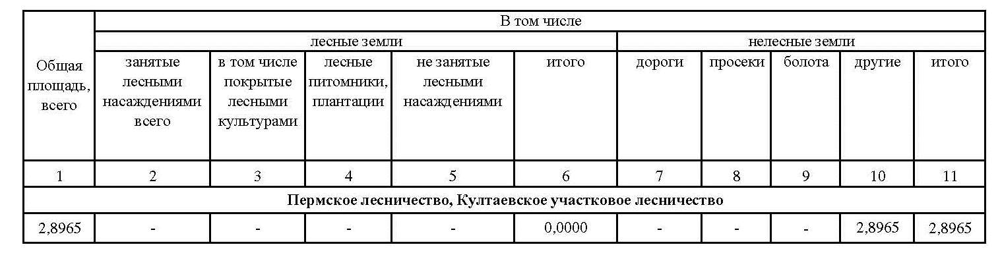 В том числе
лесные земли
нелесные земли
Общая
площадь,
всего
занятые
лесными
насаждениями
всего
в том числе
покрытые
лесными
культурами
лесные
питомники,
плантации
не занятые
лесными
насаждениями
итого
дороги
просеки
болота
другие
итого
1 2 3 4 5 6 7 8 9 10 11
Пермское лесничество, Култаевское участковое лесничество
2,8965 - - - - 0,0000 - - - 2,8965 2,8965